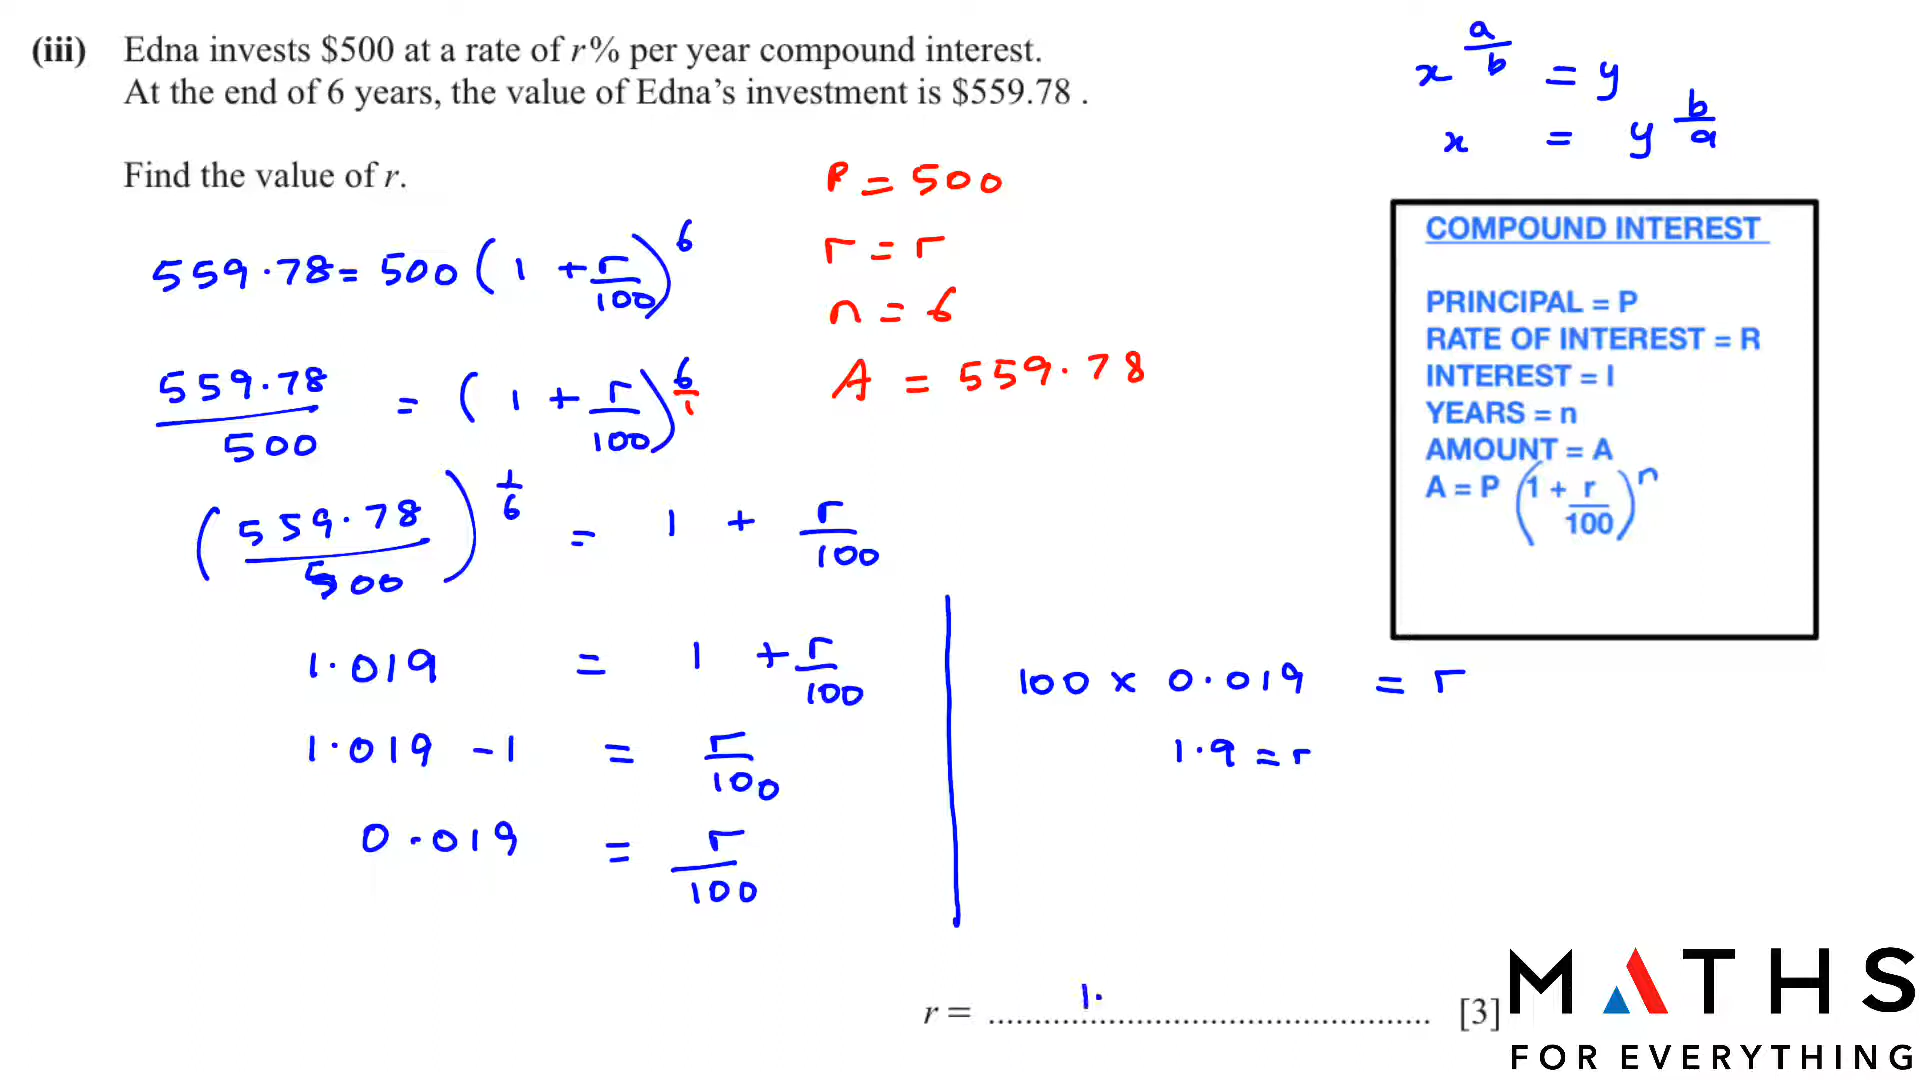 (iii) Edna invests $500 at a rate of r% per year compound interest.
At the end of 6 years, the value of Edna's investment is $559.78 .
Find the value of r.
559.78 = 500 (1 + r/100)^6
559.78/500 = (1 + r/100)^6/1
(559.78/500)^1/6 = 1 + r/100
1.019 = 1 + r/100
1.019 - 1 = r/100
0.019 = r/100
P = 500
r = r
n = 6
A = 559.78
100 × 0.019 = r
1.9 = r
x^a/b = y
x = y^b/a
COMPOUND INTEREST
PRINCIPAL = P
RATE OF INTEREST = R
INTEREST = I
YEARS = n
AMOUNT = A
A = P (1 + r/100)^n
r = 1. [3]
MATHS
FOR EVERYTHING